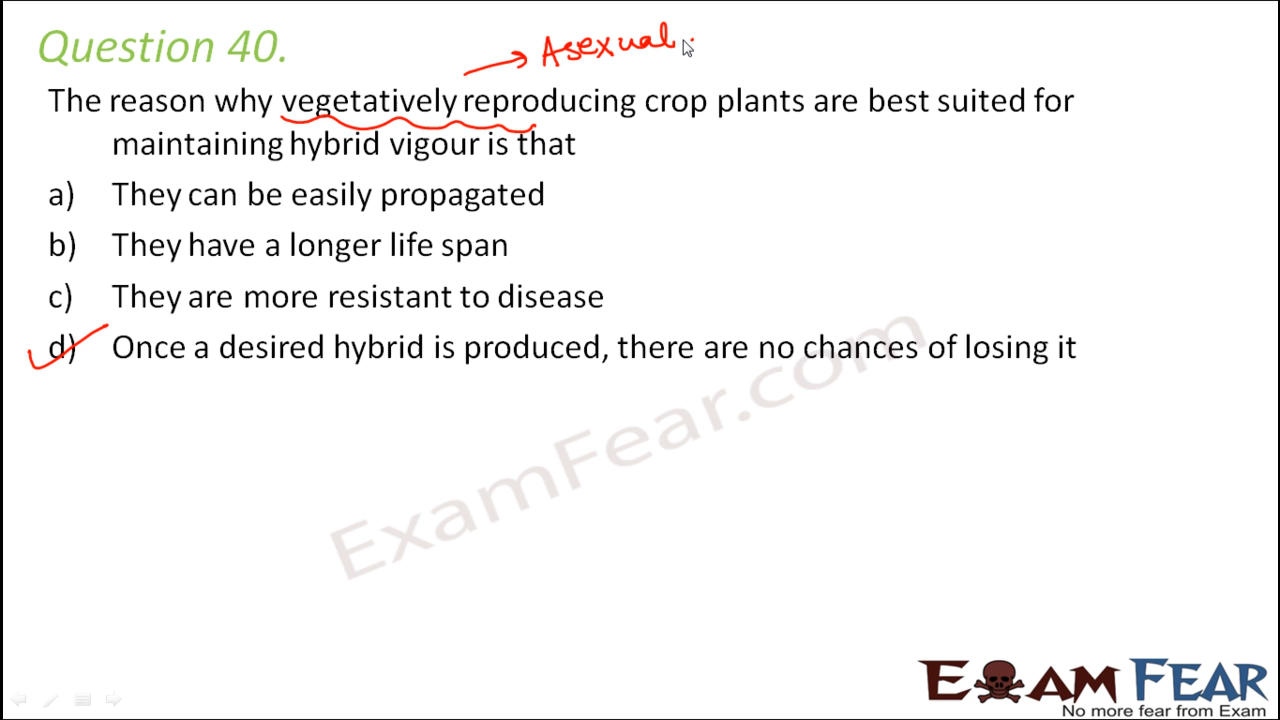 Question 40.
Asexual.
The reason why vegetatively reproducing crop plants are best suited for
maintaining hybrid vigour is that
a) They can be easily propagated
b) They have a longer life span
c) They are more resistant to disease
d) Once a desired hybrid is produced, there are no chances of losing it
ExamFear.com
EXAM FEAR
No more fear from Exam